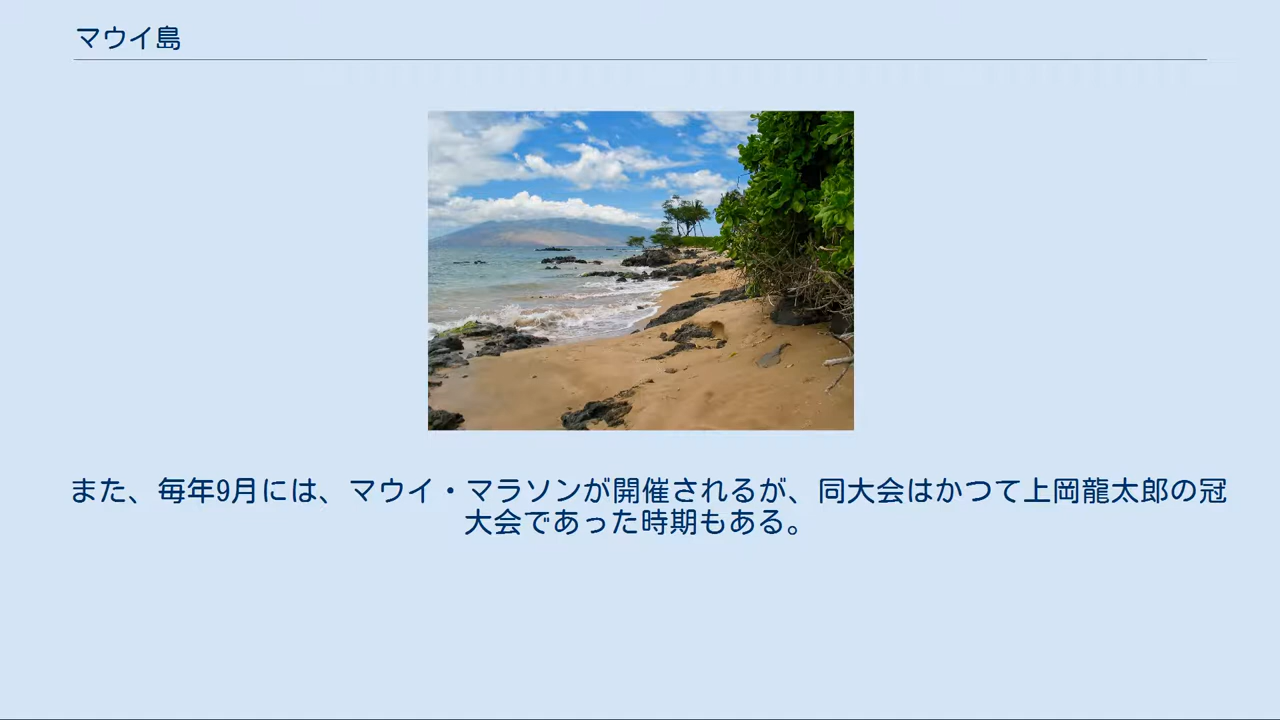 マウイ島
また、毎年9月には、マウイ・マラソンが開催されるが、同大会はかつて上岡龍太郎の冠
大会であった時期もある。